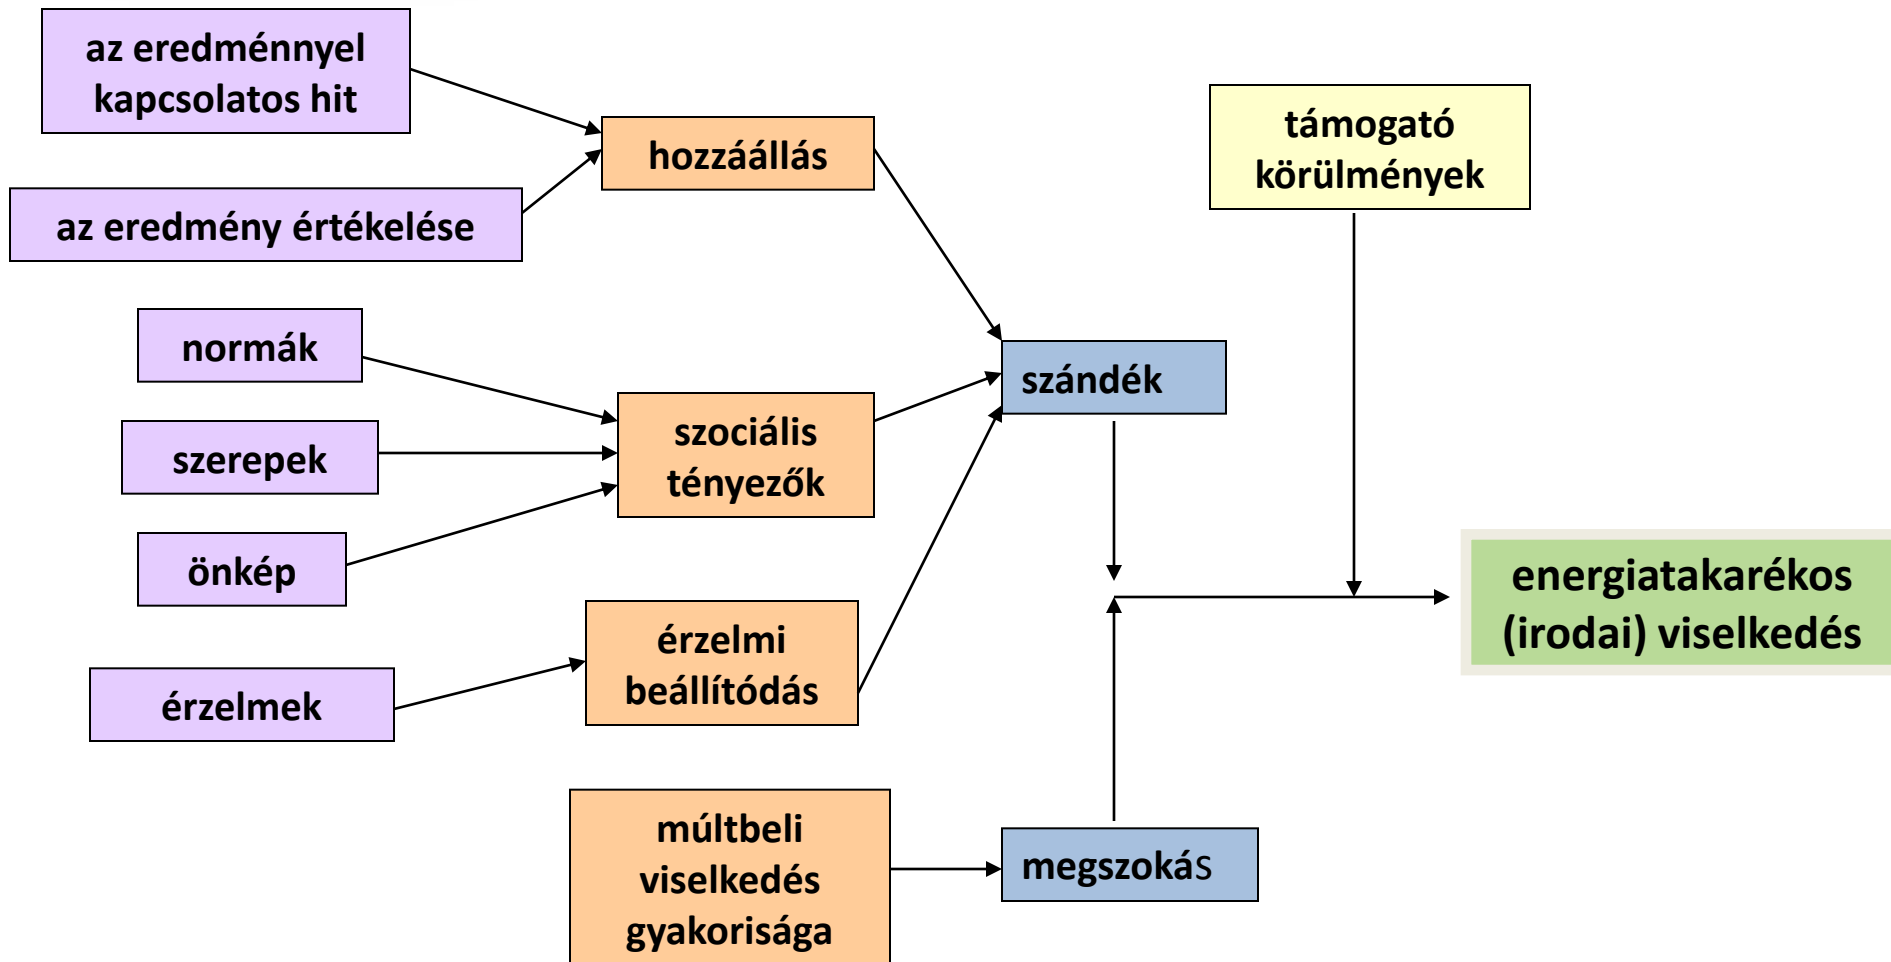 az eredménnyel
kapcsolatos hit
az eredmény értékelése
normák
szerepek
önkép
érzelmek
hozzáállás
szociális
tényezők
érzelmi
beállítódás
múltbeli
viselkedés
gyakorisága
szándék
megszokás
támogató
körülmények
energiatakarékos
(irodai) viselkedés